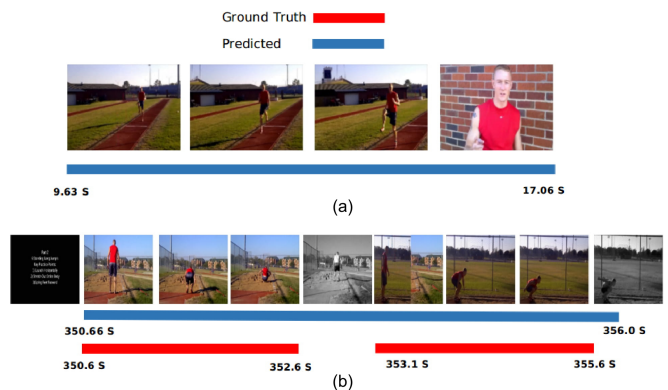 Ground Truth
Predicted
9.63 S
17.06 S
(a)
350.66 S
356.0 S
350.6 S
352.6 S
353.1 S
355.6 S
(b)